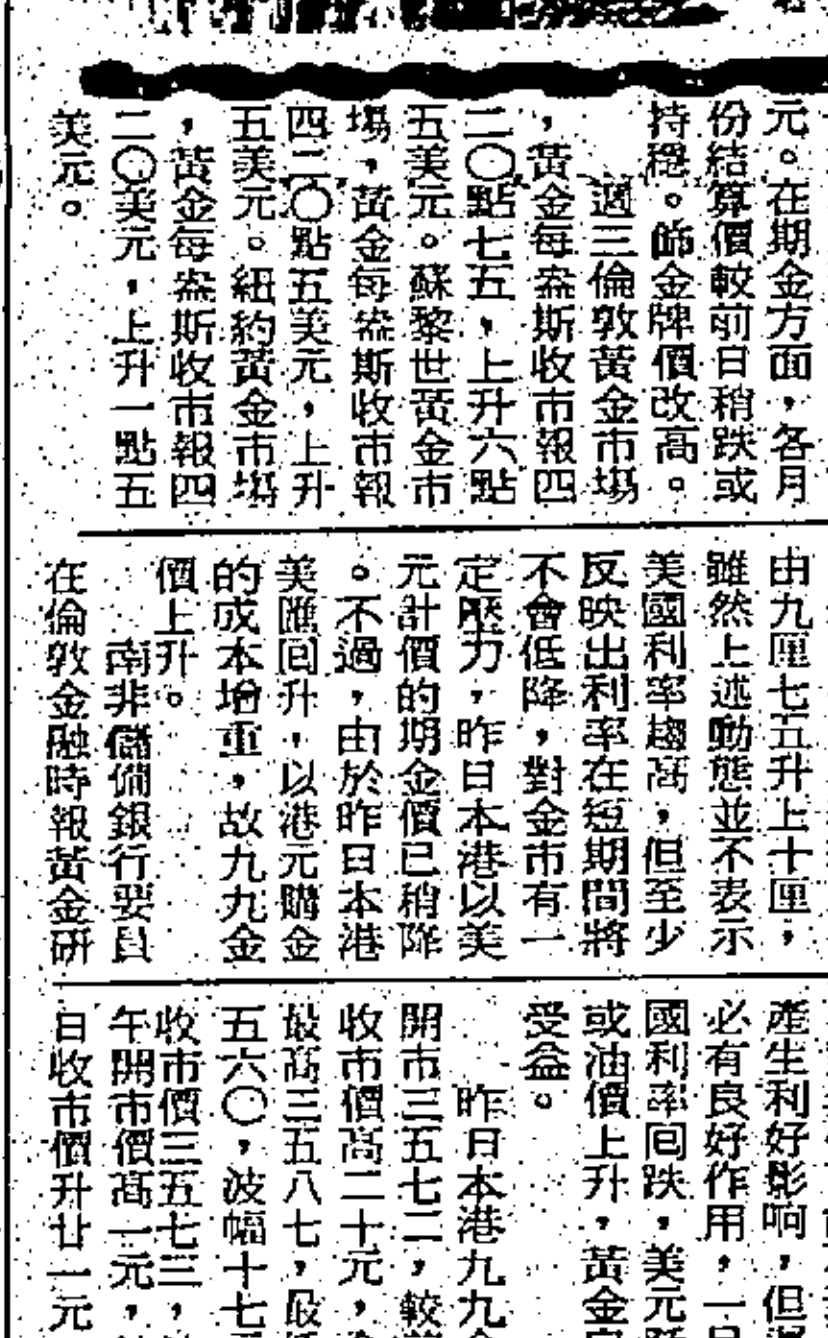 元。在期金方面,各月
份結算價較前日稍跌或
持穩。飾金牌價改高。
週三倫敦黃金市場
,黃金每盎斯收市報四
二〇點七五,上升六點
五美元。蘇黎世黃金市
場,黃金每盎斯收市報
四二〇點五美元,上升
五美元。紐約黃金市場
,黃金每盎斯收市報四
二〇美元,上升一點五
美元。
由九厘七五升上十厘,
雖然上述動態並不表示
美國利率趨高,但至少
反映出利率在短期間將
不會低降,對金市有一
定壓力,昨日本港以美
元計價的期金價已稍降
。不過,由於昨日本港
美匯回升,以港元購金
的成本增重,故九九金
價上升。
南非儲備銀行要員
在倫敦金融時報黃金研
產生利好影响,但
必有良好作用,一
國利率回跌,美元
或油價上升,黃金
受益。
昨日本港九九
開市三五七二,較
收市價高二十元,
最高三五八七,最
五六〇,波幅十七
收市價三五七三,
午開市價高一元,
日收市價升廿一元